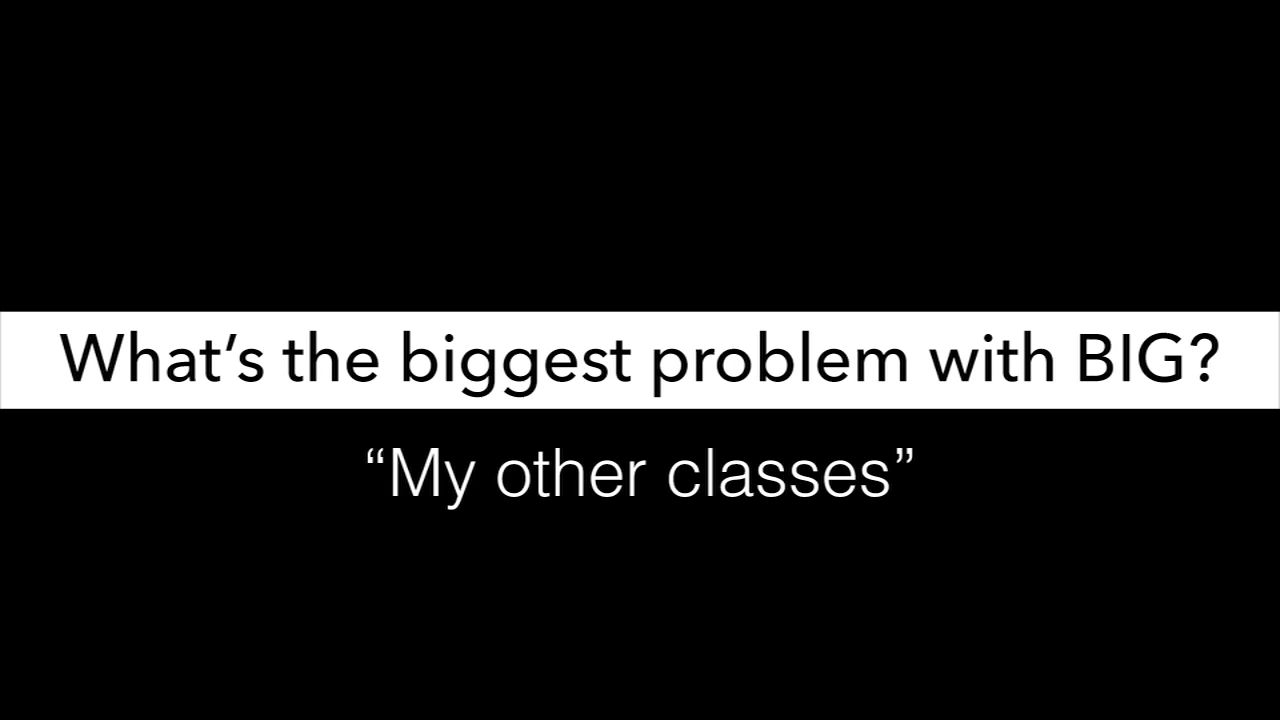 What’s the biggest problem with BIG?
“My other classes”